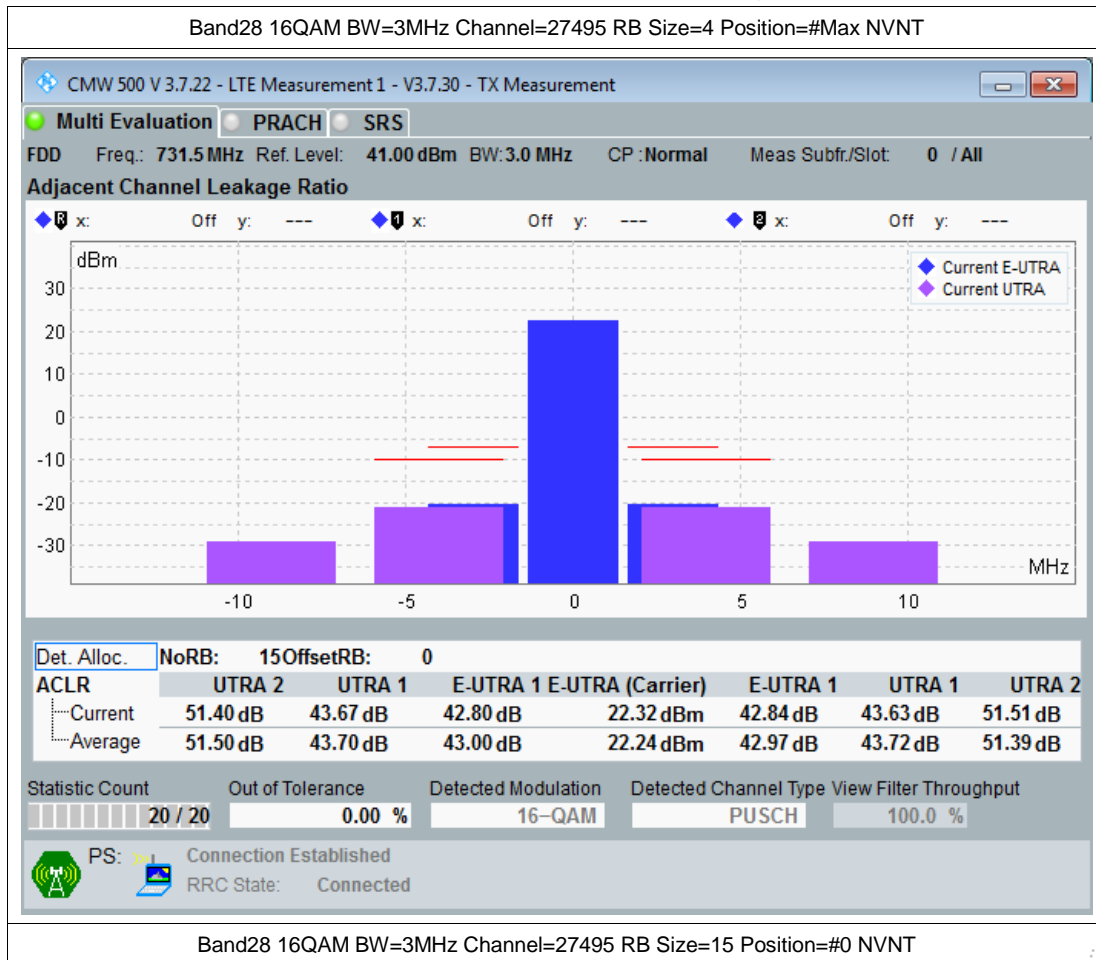 Band28 16QAM BW=3MHz Channel=27495 RB Size=4 Position=#Max NVNT
CMW 500 V 3.7.22 - LTE Measurement 1 - V3.7.30 - TX Measurement
Multi Evaluation PRACH SRS
FDD Freq.: 731.5 MHz Ref. Level: 41.00 dBm BW: 3.0 MHz CP : Normal Meas Subfr./Slot: 0 / All
Adjacent Channel Leakage Ratio
R x: Off y: --- 1 x: Off y: --- 2 x: Off y: ---
dBm
Current E-UTRA
Current UTRA
30
20
10
0
-10
-20
-30
MHz
-10 -5 0 5 10
Det. Alloc. NoRB: 15 OffsetRB: 0
ACLR UTRA 2 UTRA 1 E-UTRA 1 E-UTRA (Carrier) E-UTRA 1 UTRA 1 UTRA 2
Current 51.40 dB 43.67 dB 42.80 dB 22.32 dBm 42.84 dB 43.63 dB 51.51 dB
Average 51.50 dB 43.70 dB 43.00 dB 22.24 dBm 42.97 dB 43.72 dB 51.39 dB
Statistic Count Out of Tolerance Detected Modulation Detected Channel Type View Filter Throughput
20 / 20 0.00 % 16-QAM PUSCH 100.0 %
PS: Connection Established
RRC State: Connected
Band28 16QAM BW=3MHz Channel=27495 RB Size=15 Position=#0 NVNT